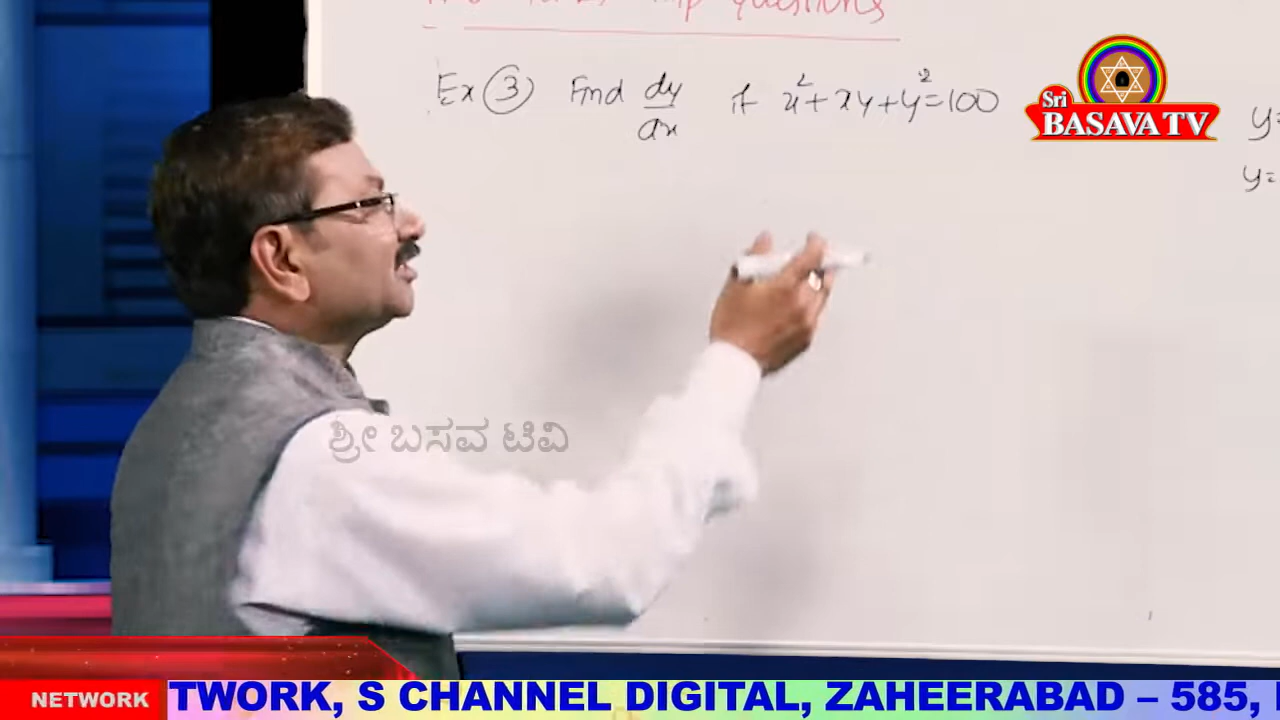 questions
Ex ③ Find dy/dx if x²+xy+y²=100
y=
y=
Sri
BASAVA TV
ಶ್ರೀ ಬಸವ ಟಿವಿ
NETWORK
TWORK, S CHANNEL DIGITAL, ZAHEERABAD – 585,